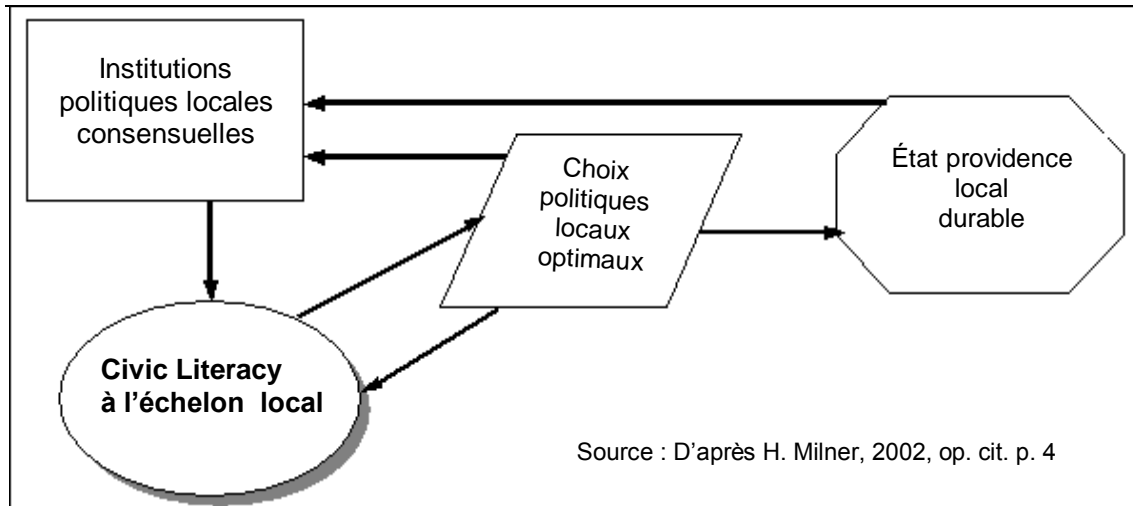 Institutions
politiques locales
consensuelles
Choix
politiques
locaux
optimaux
État providence
local
durable
Civic Literacy
à l’échelon local
Source : D’après H. Milner, 2002, op. cit. p. 4